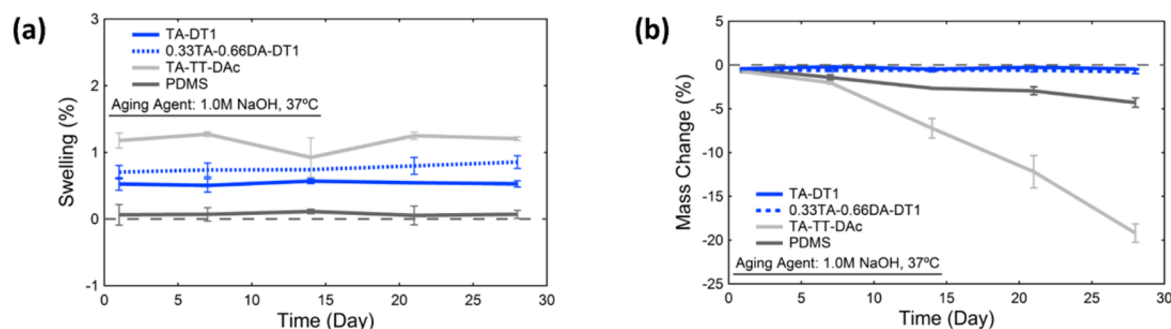 (a)
3
2
1
0
-1
Swelling (%)
TA-DT1
0.33TA-0.66DA-DT1
TA-TT-DAc
PDMS
Aging Agent: 1.0M NaOH, 37ºC
0 5 10 15 20 25 30
Time (Day)
(b)
5
0
-5
-10
-15
-20
-25
Mass Change (%)
TA-DT1
0.33TA-0.66DA-DT1
TA-TT-DAc
PDMS
Aging Agent: 1.0M NaOH, 37ºC
0 5 10 15 20 25 30
Time (Day)